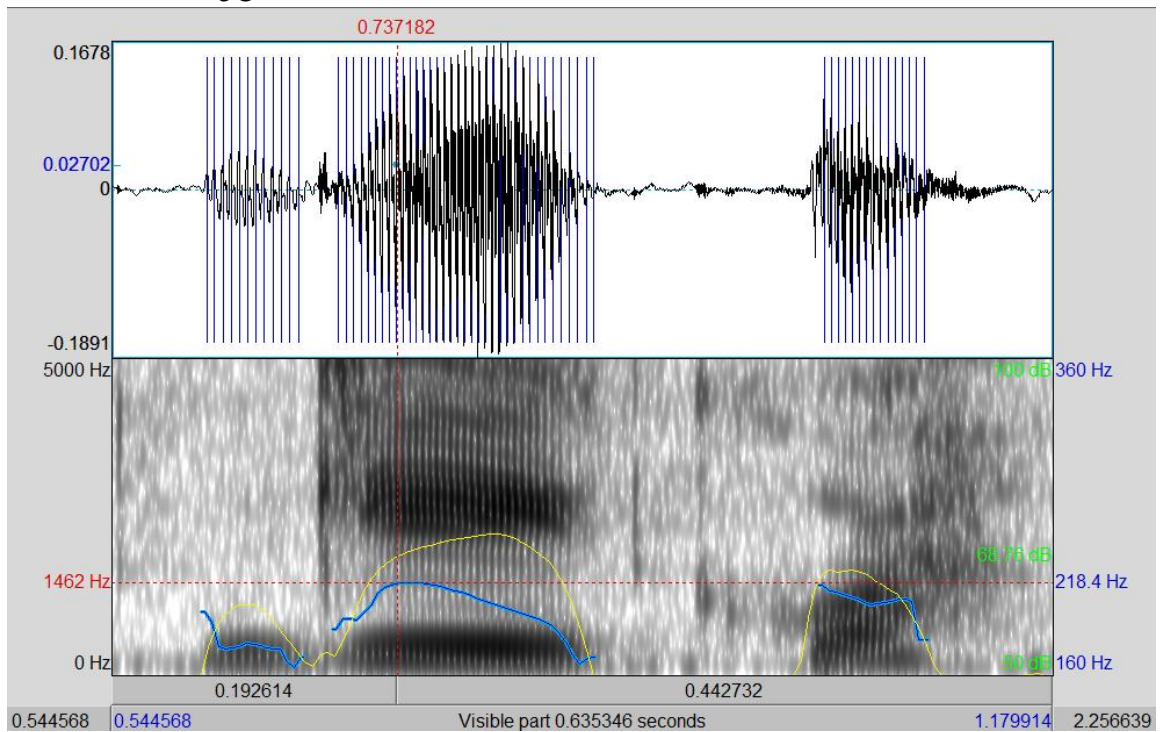 0.737182
0.1678
0.02702
0
-0.1891
5000 Hz 100 dB 360 Hz
68.76 dB
1462 Hz 218.4 Hz
0 Hz 50 dB 160 Hz
0.192614 0.442732
0.544568 0.544568 Visible part 0.635346 seconds 1.179914 2.256639